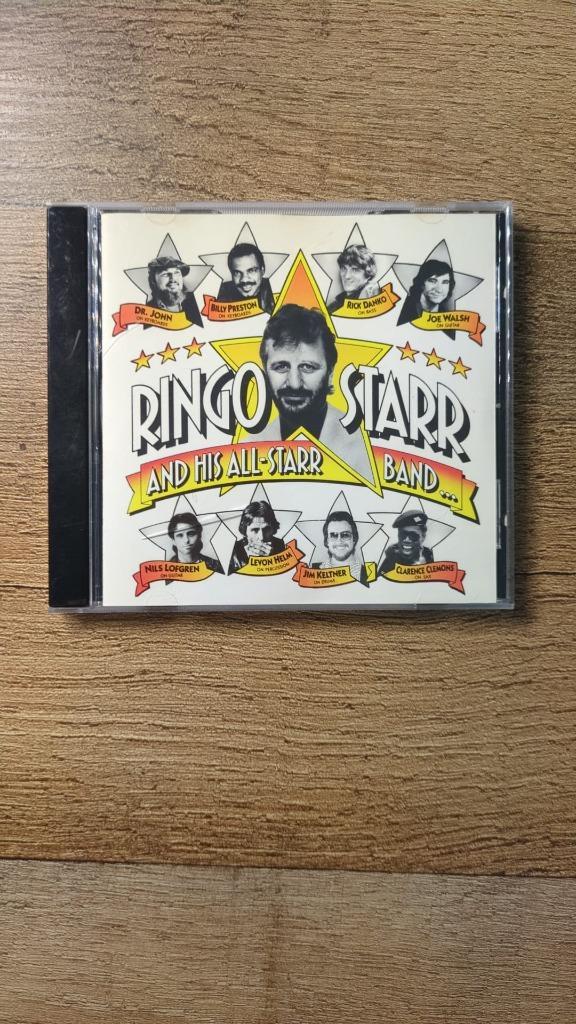 DR. JOHN
ON KEYBOARDS
BILLY PRESTON
ON KEYBOARDS
RICK DANKO
ON BASS
JOE WALSH
ON GUITAR
RINGO STARR
AND HIS ALL-STARR BAND...
NILS LOFGREN
ON GUITAR
LEVON HELM
ON PERCUSSION
JIM KELTNER
ON DRUMS
CLARENCE CLEMONS
ON SAX